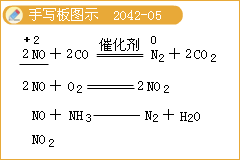 手写板图示 2042-05
+2 催化剂 0
2NO + 2CO ═══ N₂ + 2CO₂
2NO + O₂ ═══ 2NO₂
NO + NH₃ —— N₂ + H₂O
NO₂